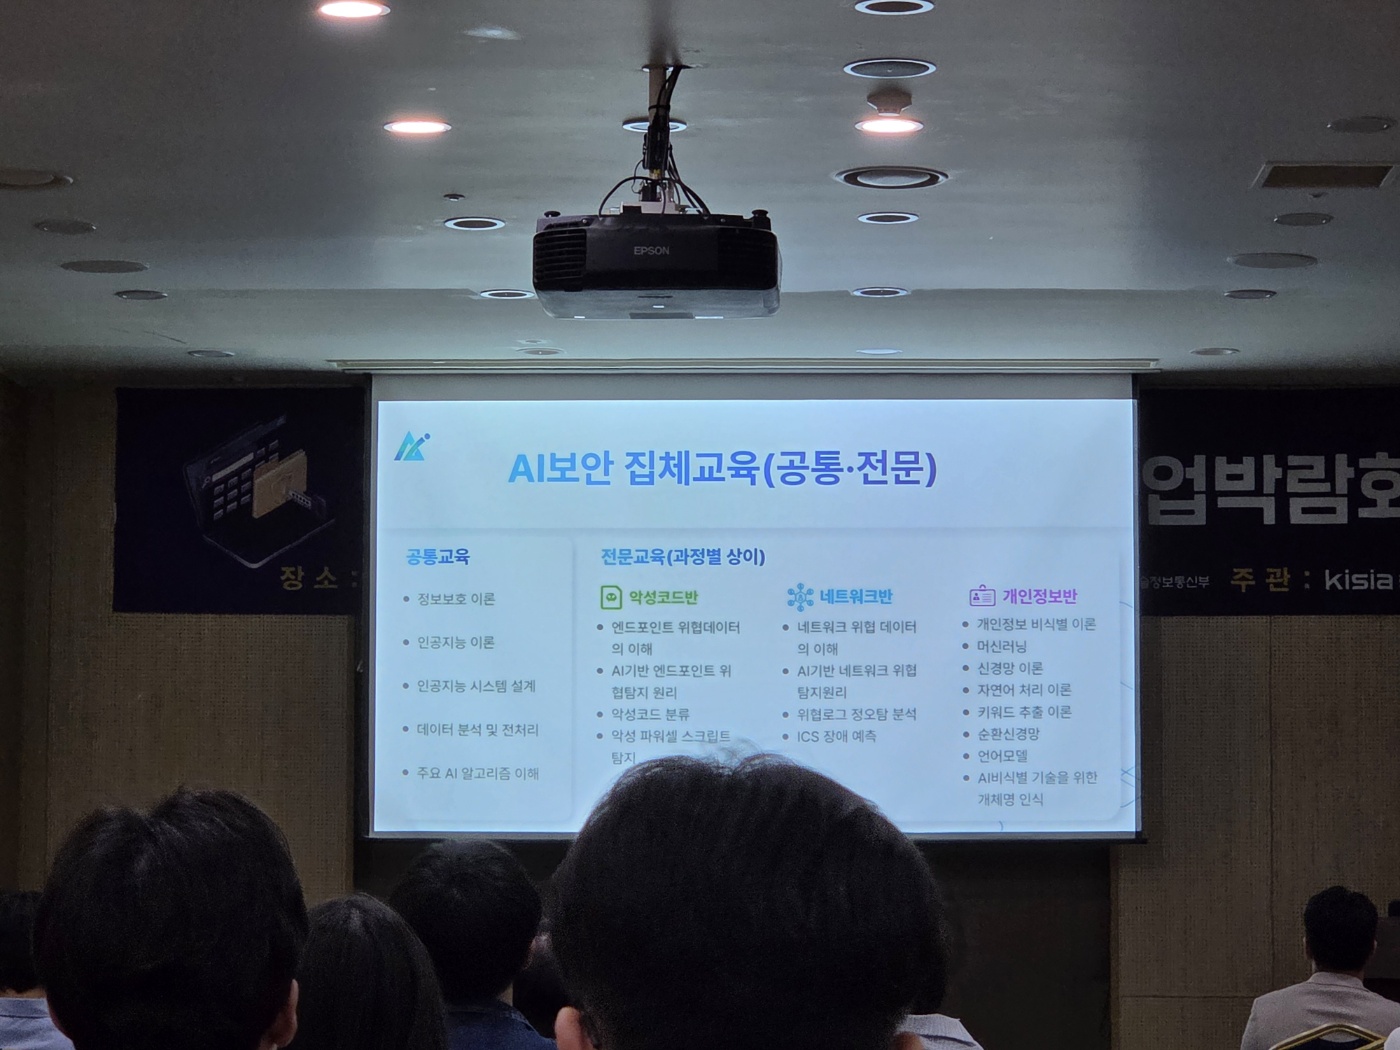 EPSON
AI보안 집체교육(공통·전문)
장소 :
업박람회
정보통신부 주관 : kisia
공통교육
정보보호 이론
인공지능 이론
인공지능 시스템 설계
데이터 분석 및 전처리
주요 AI 알고리즘 이해
전문교육(과정별 상이)
악성코드반
엔드포인트 위협데이터
의 이해
AI기반 엔드포인트 위
협탐지 원리
악성코드 분류
악성 파워셸 스크립트
탐지
네트워크반
네트워크 위협 데이터
의 이해
AI기반 네트워크 위협
탐지원리
위협로그 정오탐 분석
ICS 장애 예측
개인정보반
개인정보 비식별 이론
머신러닝
신경망 이론
자연어 처리 이론
키워드 추출 이론
순환신경망
언어모델
AI비식별 기술을 위한
개체명 인식